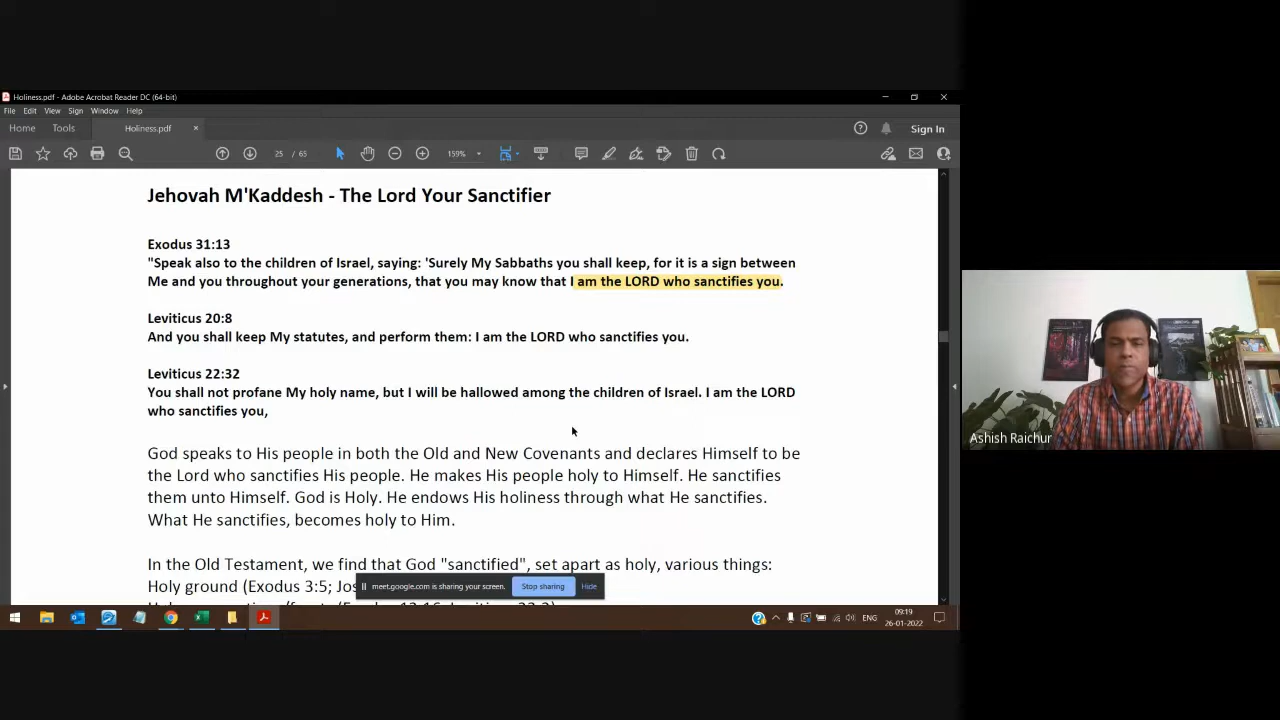 Holiness.pdf - Adobe Acrobat Reader DC (64-bit)
File Edit View Sign Window Help
Home Tools Holiness.pdf × Sign In
25 / 65 159%
Jehovah M'Kaddesh - The Lord Your Sanctifier
Exodus 31:13
"Speak also to the children of Israel, saying: 'Surely My Sabbaths you shall keep, for it is a sign between
Me and you throughout your generations, that you may know that I am the LORD who sanctifies you.
Leviticus 20:8
And you shall keep My statutes, and perform them: I am the LORD who sanctifies you.
Leviticus 22:32
You shall not profane My holy name, but I will be hallowed among the children of Israel. I am the LORD
who sanctifies you,
Ashish Raichur
God speaks to His people in both the Old and New Covenants and declares Himself to be
the Lord who sanctifies His people. He makes His people holy to Himself. He sanctifies
them unto Himself. God is Holy. He endows His holiness through what He sanctifies.
What He sanctifies, becomes holy to Him.
In the Old Testament, we find that God "sanctified", set apart as holy, various things:
Holy ground (Exodus 3:5; Jos
meet.google.com is sharing your screen. Stop sharing Hide
ENG
09:19
26-01-2022